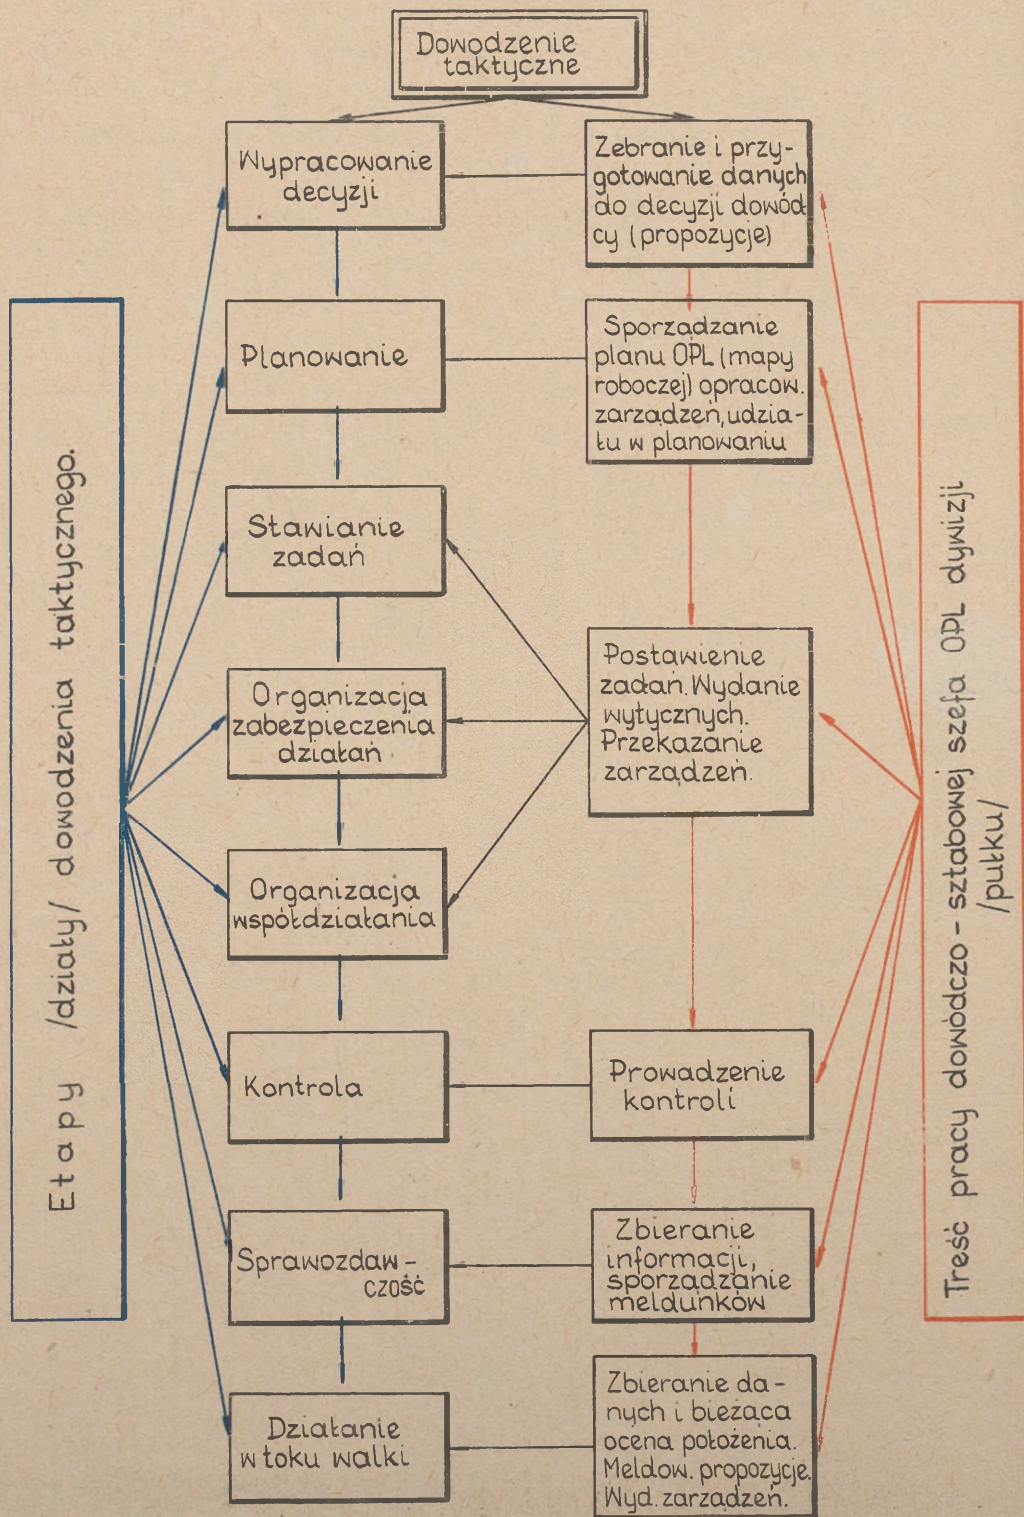 Dowodzenie
taktyczne
Wypracowanie
decyzji
Zebranie i przy-
gotowanie danych
do decyzji dowód
cy (propozycje)
Planowanie
Sporządzanie
planu OPL (mapy
roboczej) opracow.
zarządzeń, udzia-
łu w planowaniu
Stawianie
zadań
Organizacja
zabezpieczenia
działań
Postawienie
zadań. Wydanie
wytycznych.
Przekazanie
zarządzeń.
Organizacja
współdziałania
Kontrola
Prowadzenie
kontroli
Sprawozdaw-
czość
Zbieranie
informacji,
sporządzanie
meldunków
Działanie
w toku walki
Zbieranie da-
nych i bieżąca
ocena położenia.
Meldow. propozycje.
Wyd. zarządzeń.
Etapy /działy/ dowodzenia taktycznego.
Treść pracy dowódczo - sztabowej szefa OPL dywizji
/pułku/